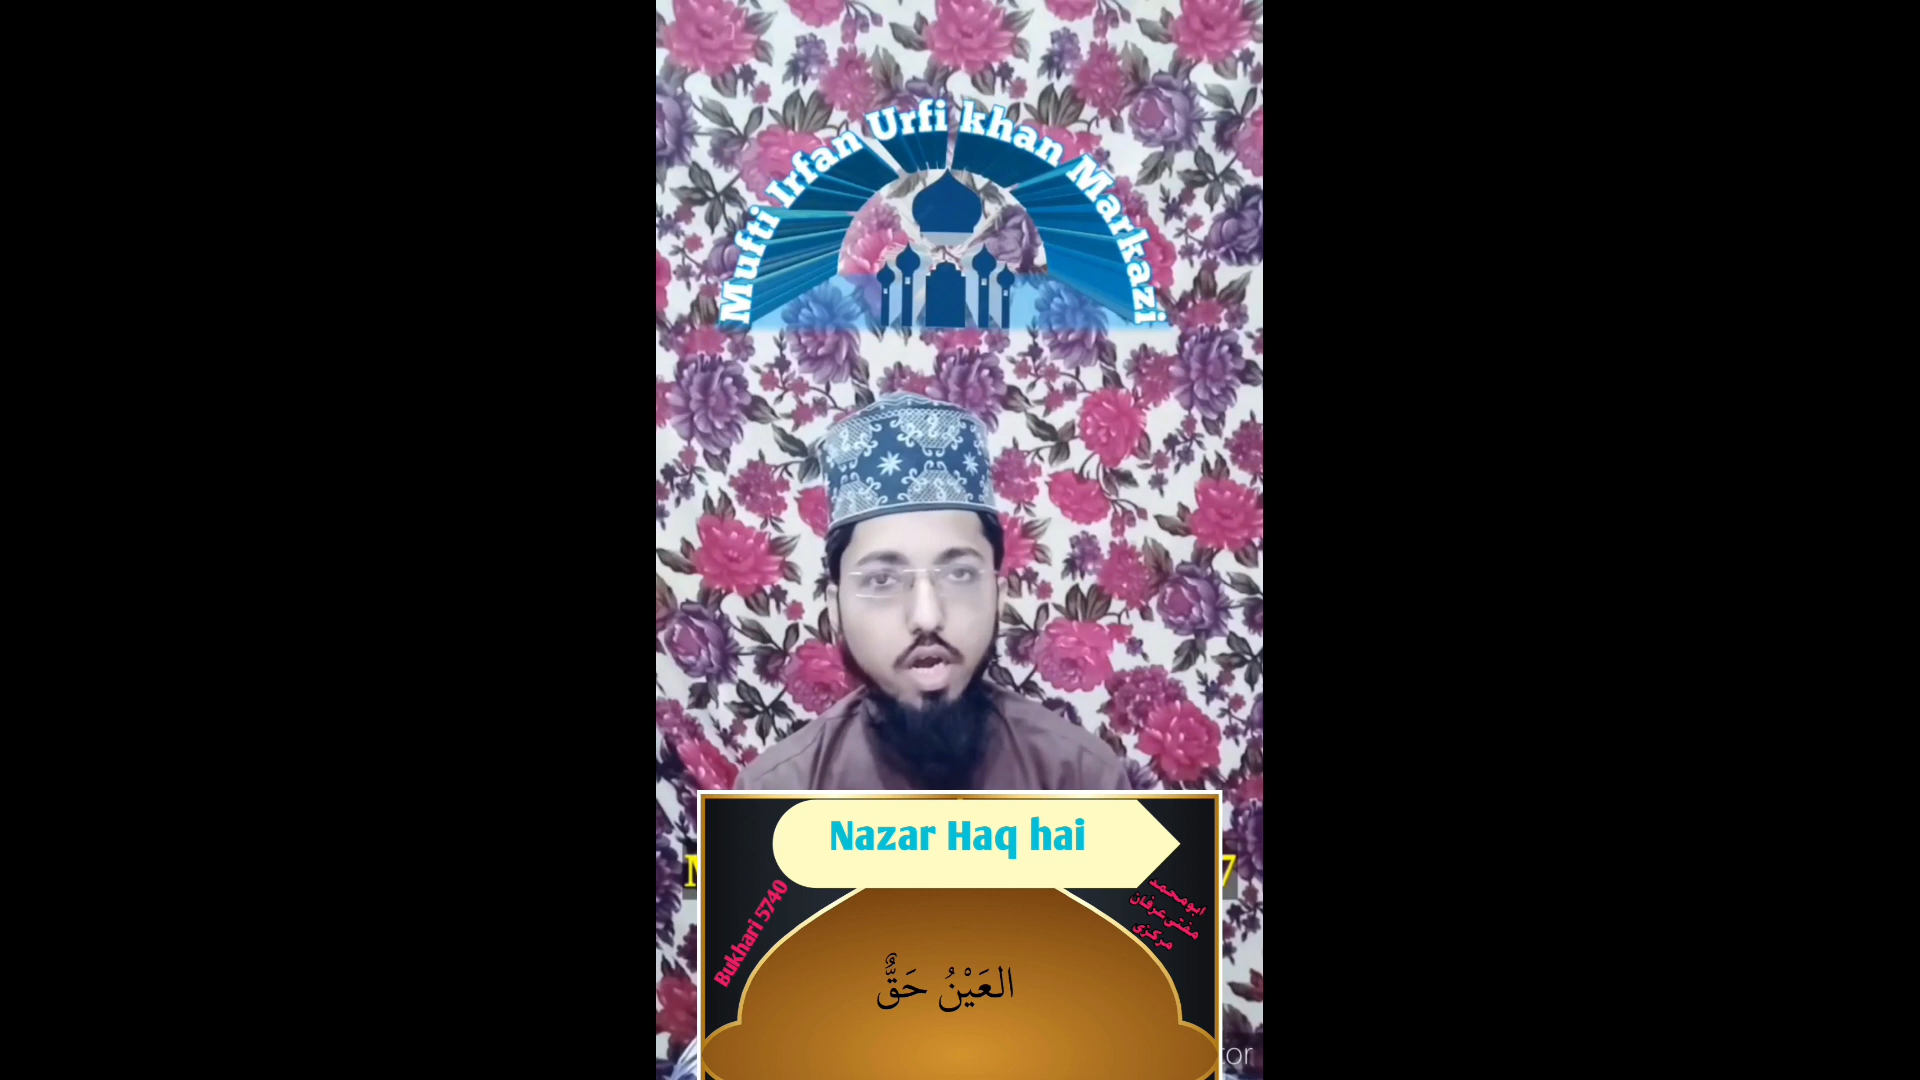 Mufti Irfan Urfi khan Markazi
Nazar Haq hai
Bukhari 5740
ابومحمد
مفتی عرفان
مرکزی
العَيْنُ حَقٌّ